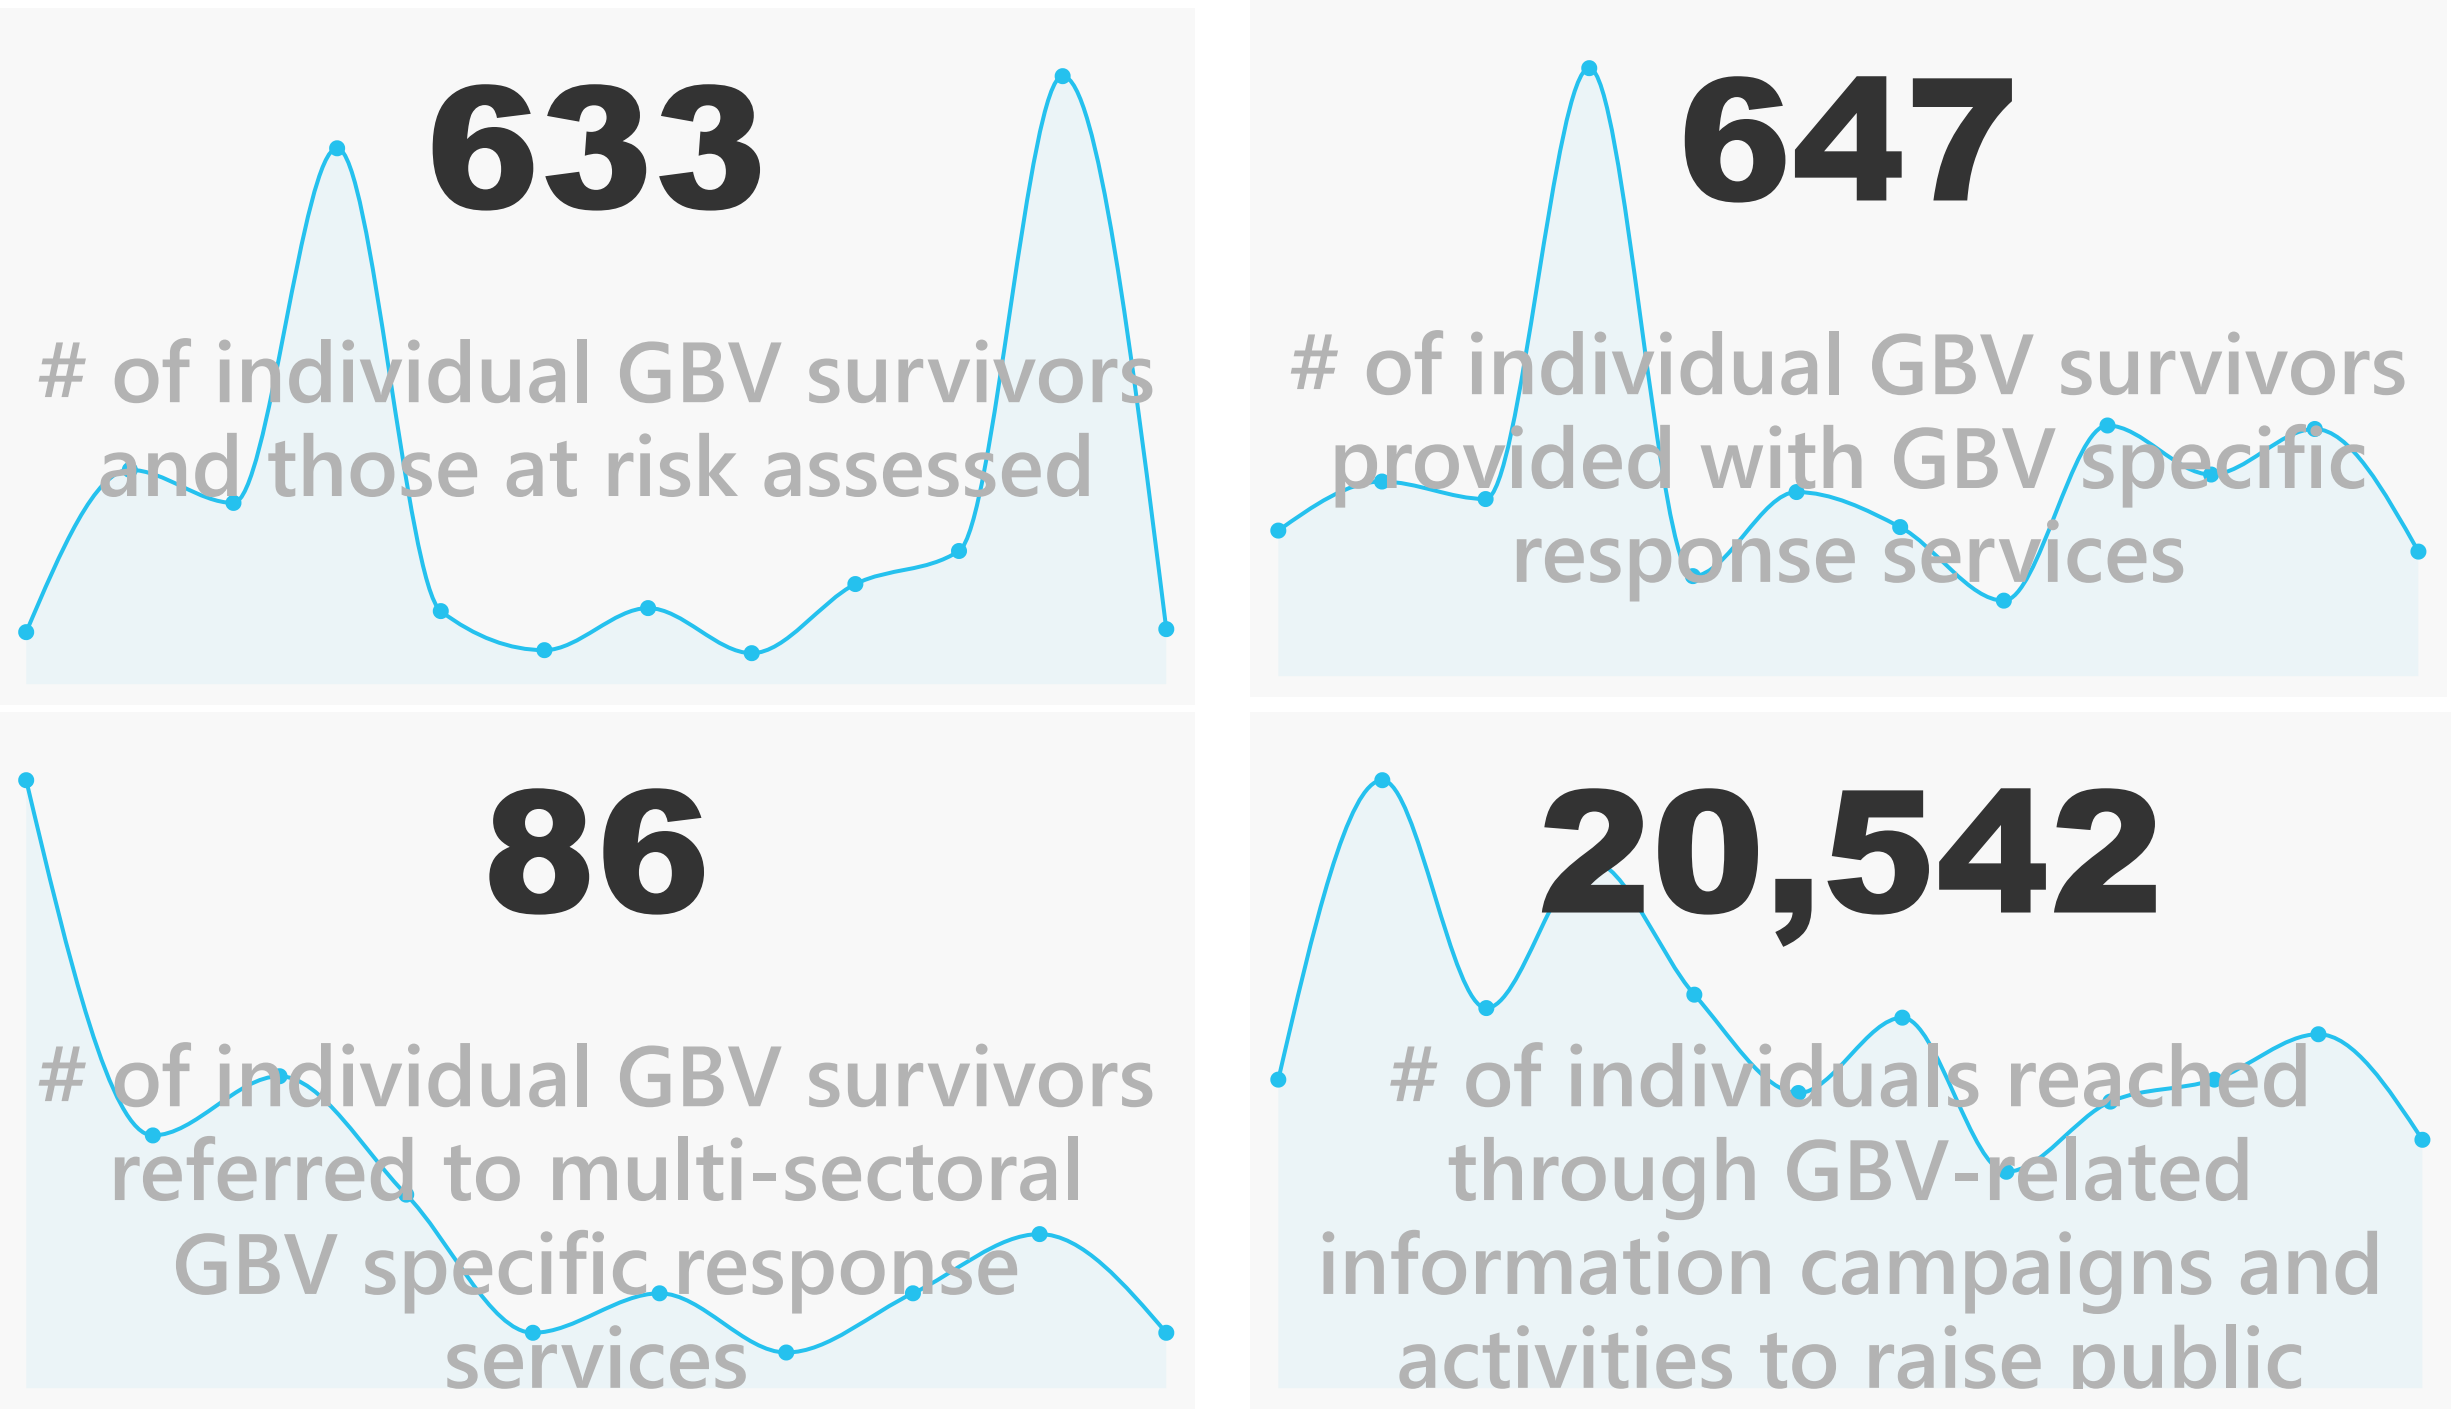 633
# of individual GBV survivors
and those at risk assessed
647
# of individual GBV survivors
provided with GBV specific
response services
86
# of individual GBV survivors
referred to multi-sectoral
GBV specific response
services
20,542
# of individuals reached
through GBV-related
information campaigns and
activities to raise public